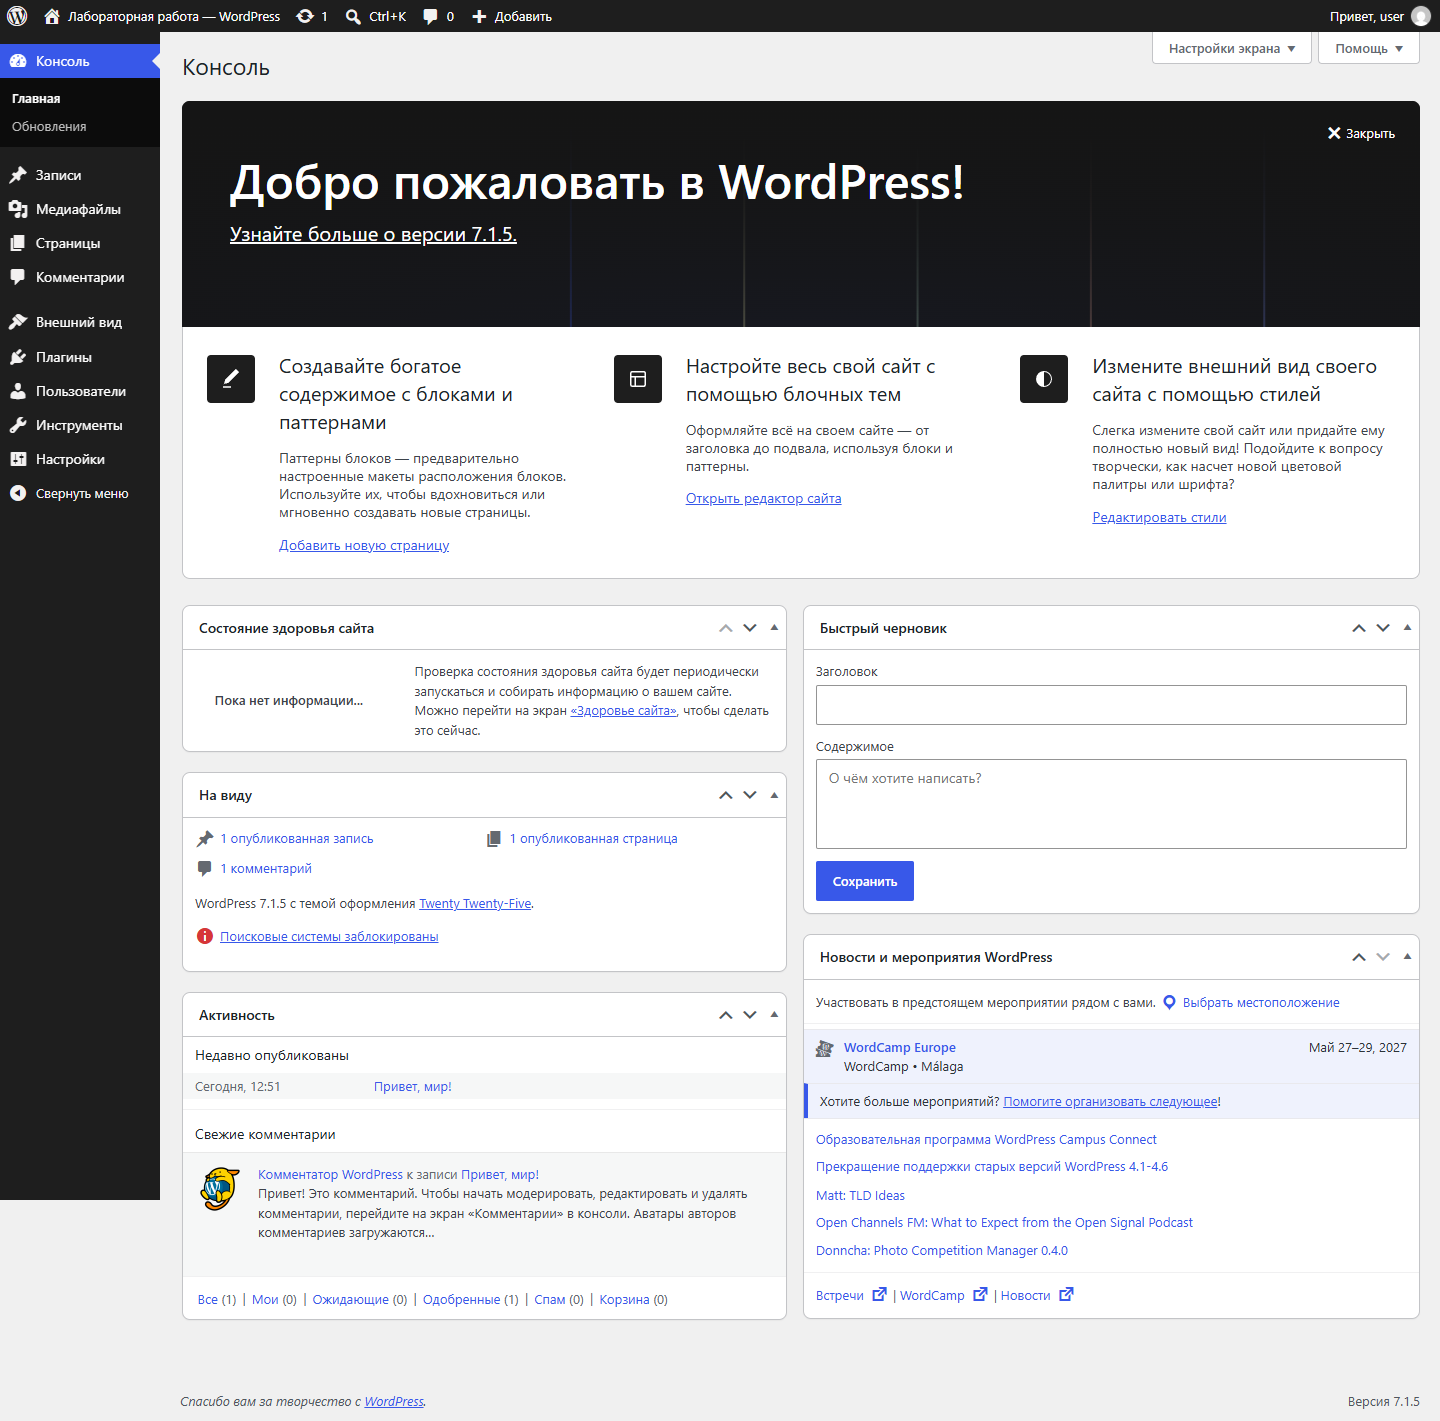 Лабораторная работа — WordPress 1 Ctrl+K 0 Добавить Привет, user
Консоль
Главная
Обновления
Записи
Медиафайлы
Страницы
Комментарии
Внешний вид
Плагины
Пользователи
Инструменты
Настройки
Свернуть меню
Настройки экрана Помощь
Консоль
Закрыть
Добро пожаловать в WordPress!
Узнайте больше о версии 7.1.5.
Создавайте богатое
содержимое с блоками и
паттернами
Паттерны блоков — предварительно
настроенные макеты расположения блоков.
Используйте их, чтобы вдохновиться или
мгновенно создавать новые страницы.
Добавить новую страницу
Настройте весь свой сайт с
помощью блочных тем
Оформляйте всё на своем сайте — от
заголовка до подвала, используя блоки и
паттерны.
Открыть редактор сайта
Измените внешний вид своего
сайта с помощью стилей
Слегка измените свой сайт или придайте ему
полностью новый вид! Подойдите к вопросу
творчески, как насчет новой цветовой
палитры или шрифта?
Редактировать стили
Состояние здоровья сайта
Пока нет информации...
Проверка состояния здоровья сайта будет периодически
запускаться и собирать информацию о вашем сайте.
Можно перейти на экран «Здоровье сайта», чтобы сделать
это сейчас.
На виду
1 опубликованная запись
1 опубликованная страница
1 комментарий
WordPress 7.1.5 с темой оформления Twenty Twenty-Five.
Поисковые системы заблокированы
Активность
Недавно опубликованы
Сегодня, 12:51 Привет, мир!
Свежие комментарии
Комментатор WordPress к записи Привет, мир!
Привет! Это комментарий. Чтобы начать модерировать, редактировать и удалять
комментарии, перейдите на экран «Комментарии» в консоли. Аватары авторов
комментариев загружаются...
Все (1) | Мои (0) | Ожидающие (0) | Одобренные (1) | Спам (0) | Корзина (0)
Быстрый черновик
Заголовок
Содержимое
О чём хотите написать?
Сохранить
Новости и мероприятия WordPress
Участвовать в предстоящем мероприятии рядом с вами. Выбрать местоположение
WordCamp Europe Май 27–29, 2027
WordCamp • Málaga
Хотите больше мероприятий? Помогите организовать следующее!
Образовательная программа WordPress Campus Connect
Прекращение поддержки старых версий WordPress 4.1-4.6
Matt: TLD Ideas
Open Channels FM: What to Expect from the Open Signal Podcast
Donncha: Photo Competition Manager 0.4.0
Встречи | WordCamp | Новости
Спасибо вам за творчество с WordPress. Версия 7.1.5